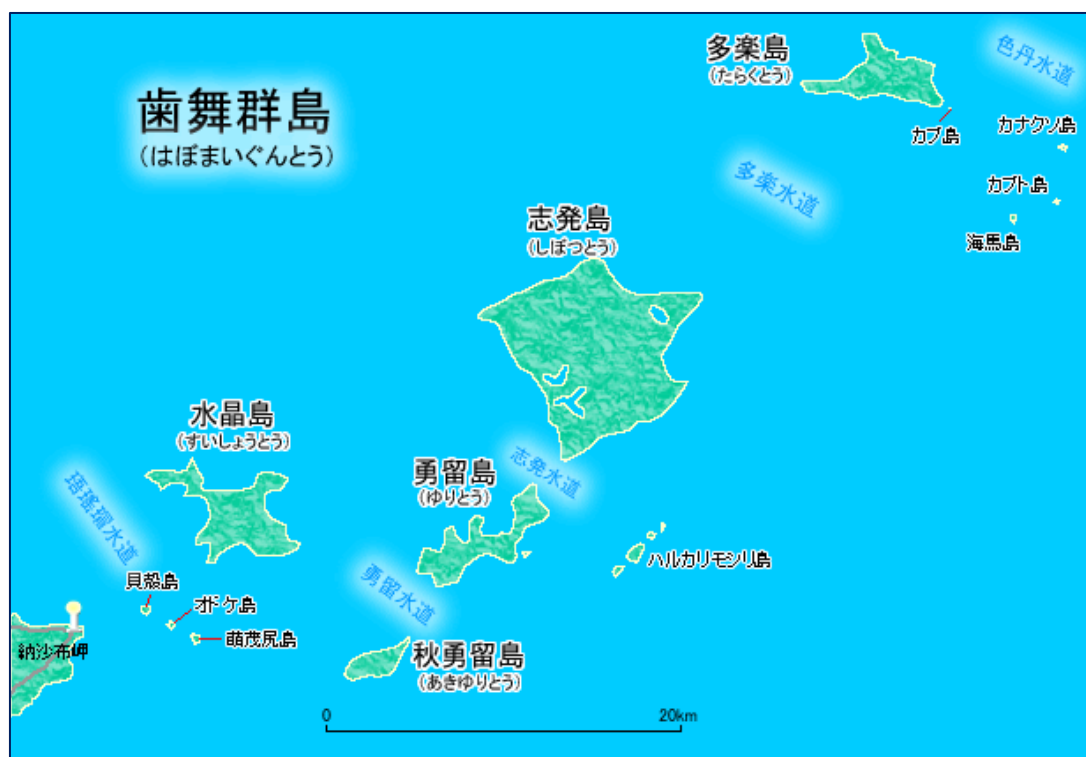 歯舞群島
(はぼまいぐんとう)
多楽島
(たらくとう)
色丹水道
カブ島
カナクソ島
多楽水道
カブト島
海馬島
志発島
(しぼつとう)
水晶島
(すいしょうとう)
勇留島
(ゆりとう)
志発水道
珸瑤瑁水道
ハルカリモシリ島
貝殻島
オドケ島
勇留水道
萌茂尻島
納沙布岬
秋勇留島
(あきゆりとう)
0
20km